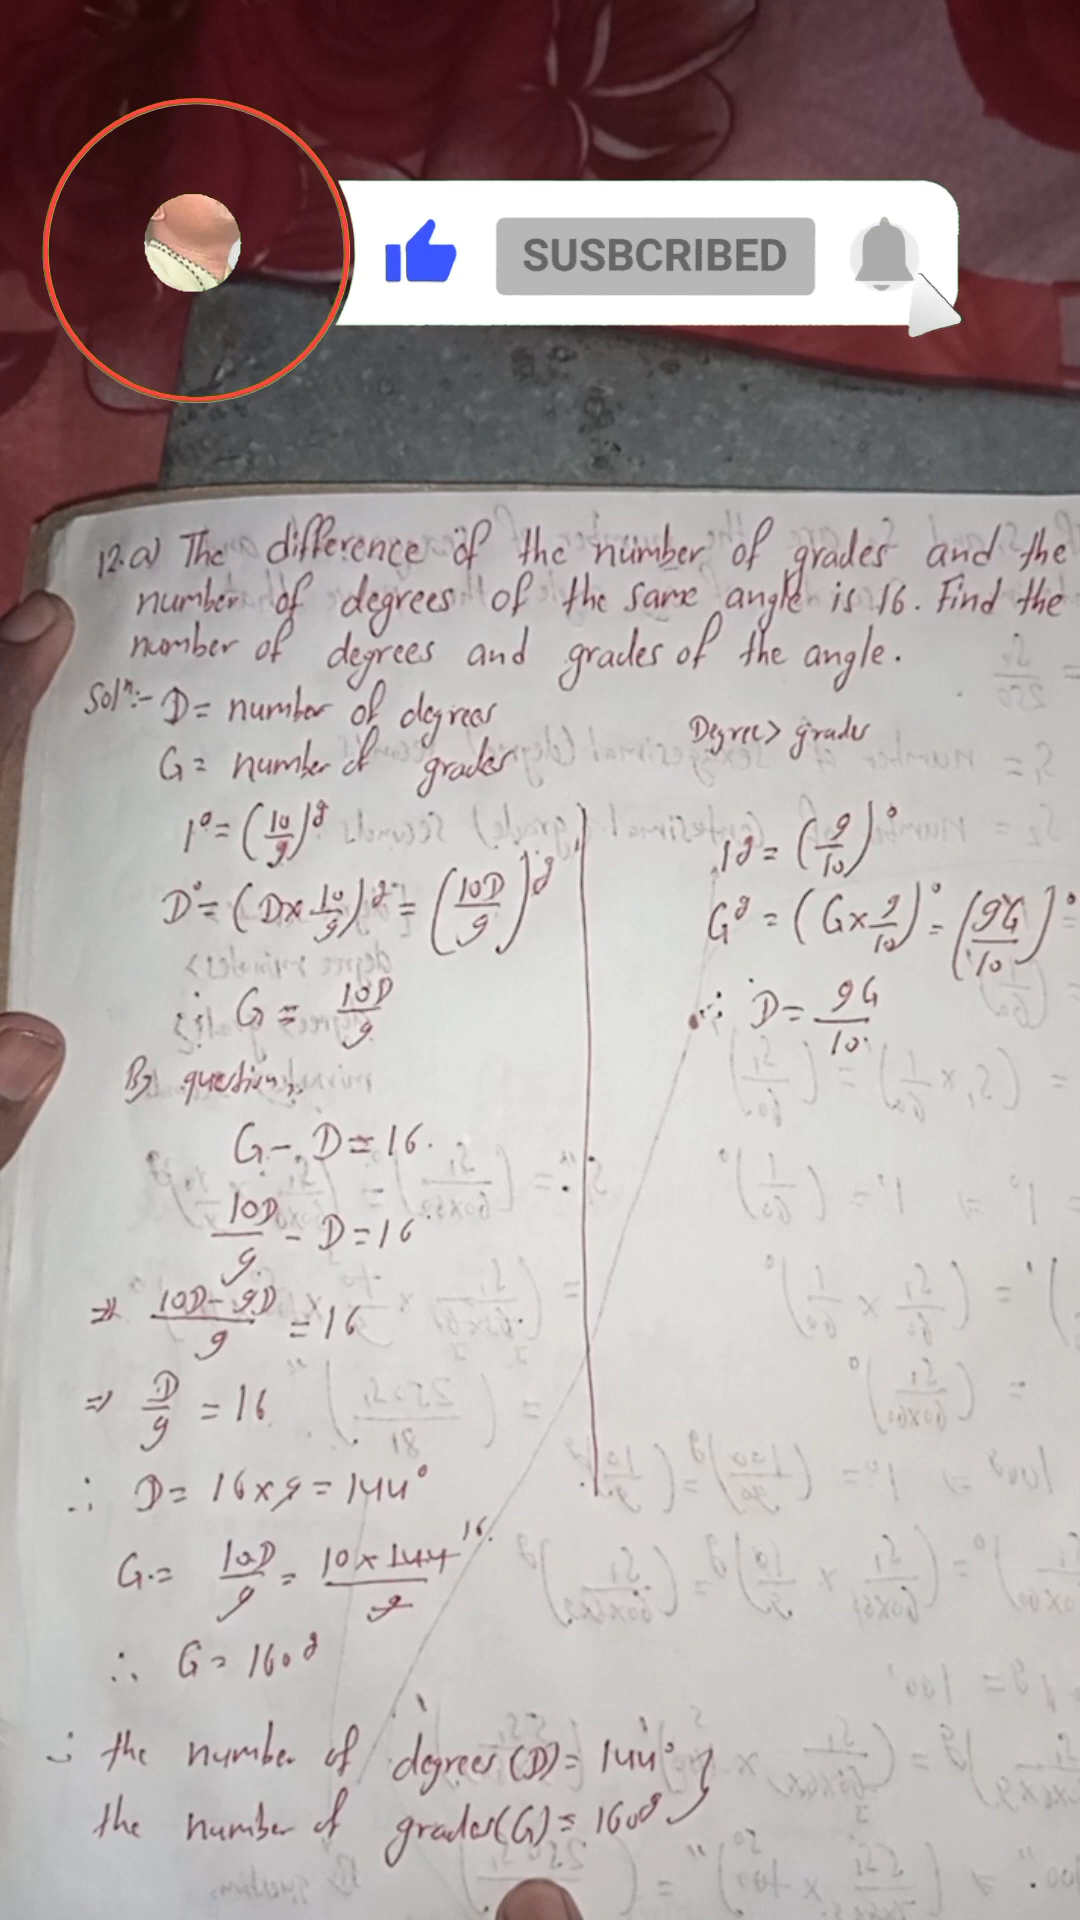 SUSBCRIBED
12.a) The difference of the number of grades and the
number of degrees of the same angle is 16. Find the
number of degrees and grades of the angle.
Solⁿ:- D = number of degrees
G = number of grades
1° = (10/9)ᵍ
D° = (D × 10/9)ᵍ = (10D/9)ᵍ
∴ G = 10D/9
By question,
G - D = 16.
10D/9 - D = 16
⇒ (10D - 9D)/9 = 16
⇒ D/9 = 16
∴ D = 16 × 9 = 144°
G = 10D/9 = (10 × 144)/9 16
∴ G = 160ᵍ
∴ the number of degrees (D) = 144°
the number of grades (G) = 160ᵍ
Degree > grades
1ᵍ = (9/10)°
Gᵍ = (G × 9/10)° = (9G/10)°
∴ D = 9G/10